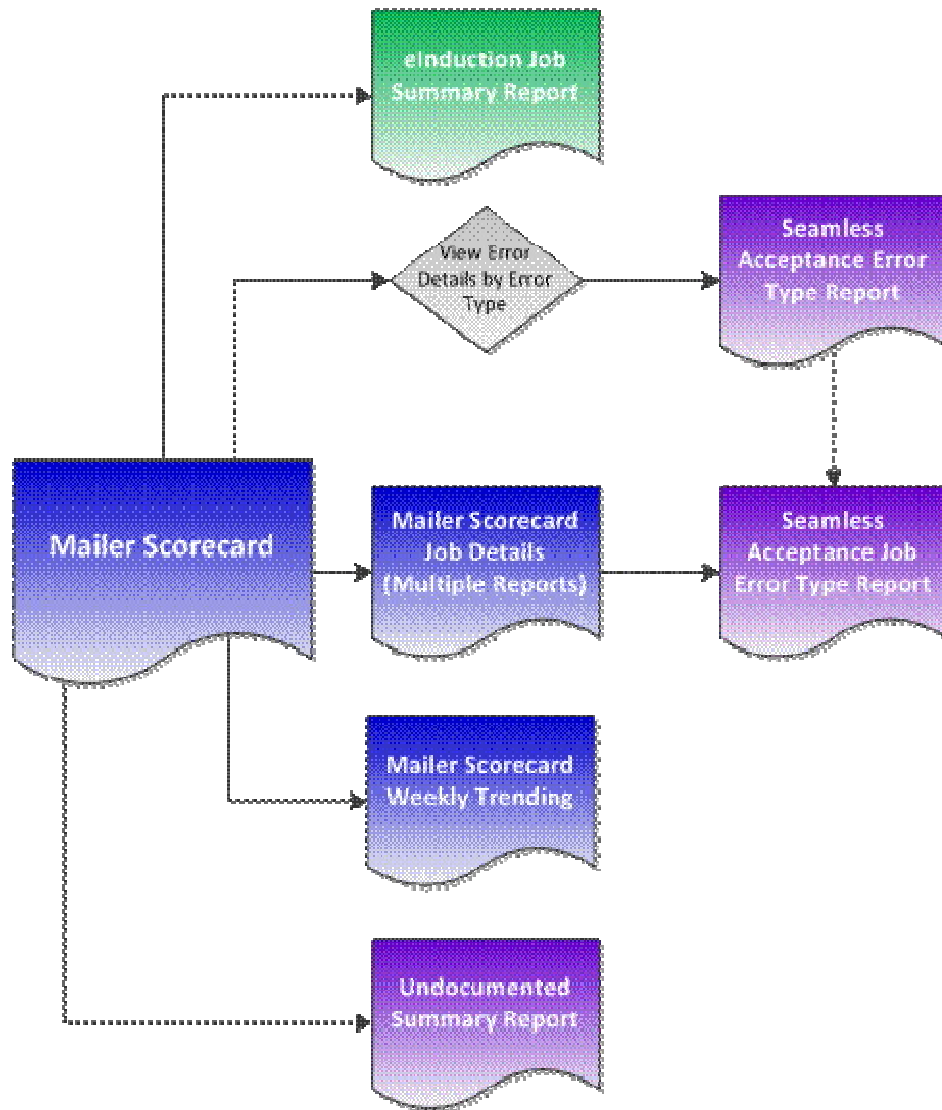 eInduction Job
Summary Report
View Error
Details by Error
Type
Seamless
Acceptance Error
Type Report
Mailer Scorecard
Mailer Scorecard
Job Details
(Multiple Reports)
Seamless
Acceptance Job
Error Type Report
Mailer Scorecard
Weekly Trending
Undocumented
Summary Report